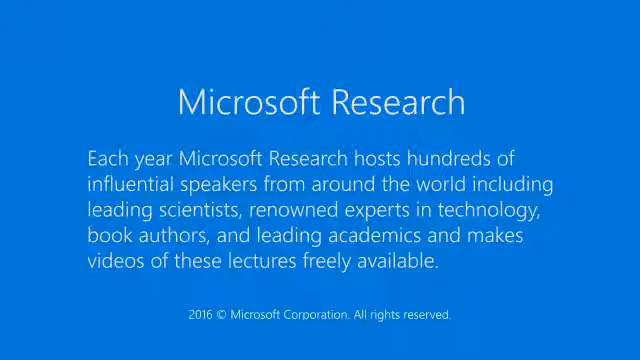 Microsoft Research
Each year Microsoft Research hosts hundreds of
influential speakers from around the world including
leading scientists, renowned experts in technology,
book authors, and leading academics and makes
videos of these lectures freely available.
2016 © Microsoft Corporation. All rights reserved.